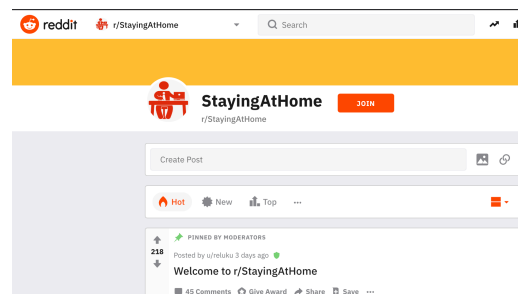 reddit r/StayingAtHome Search
StayingAtHome JOIN
r/StayingAtHome
Create Post
Hot New Top ...
PINNED BY MODERATORS
218
Posted by u/reluku 3 days ago
Welcome to r/StayingAtHome
45 Comments Give Award Share Save ...